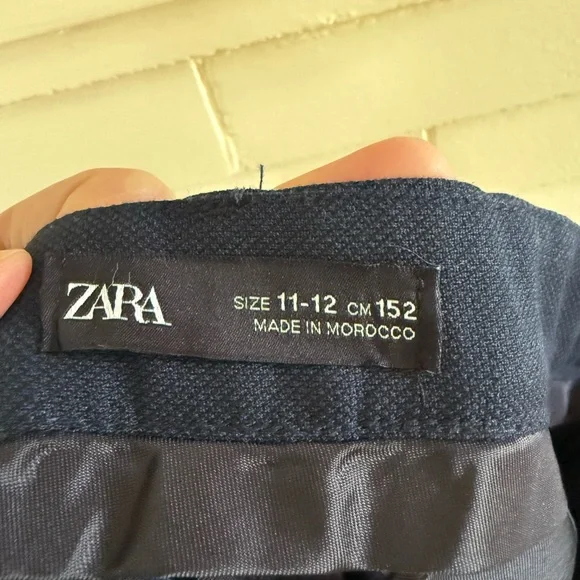 ZARA
SIZE 11-12 CM 152
MADE IN MOROCCO